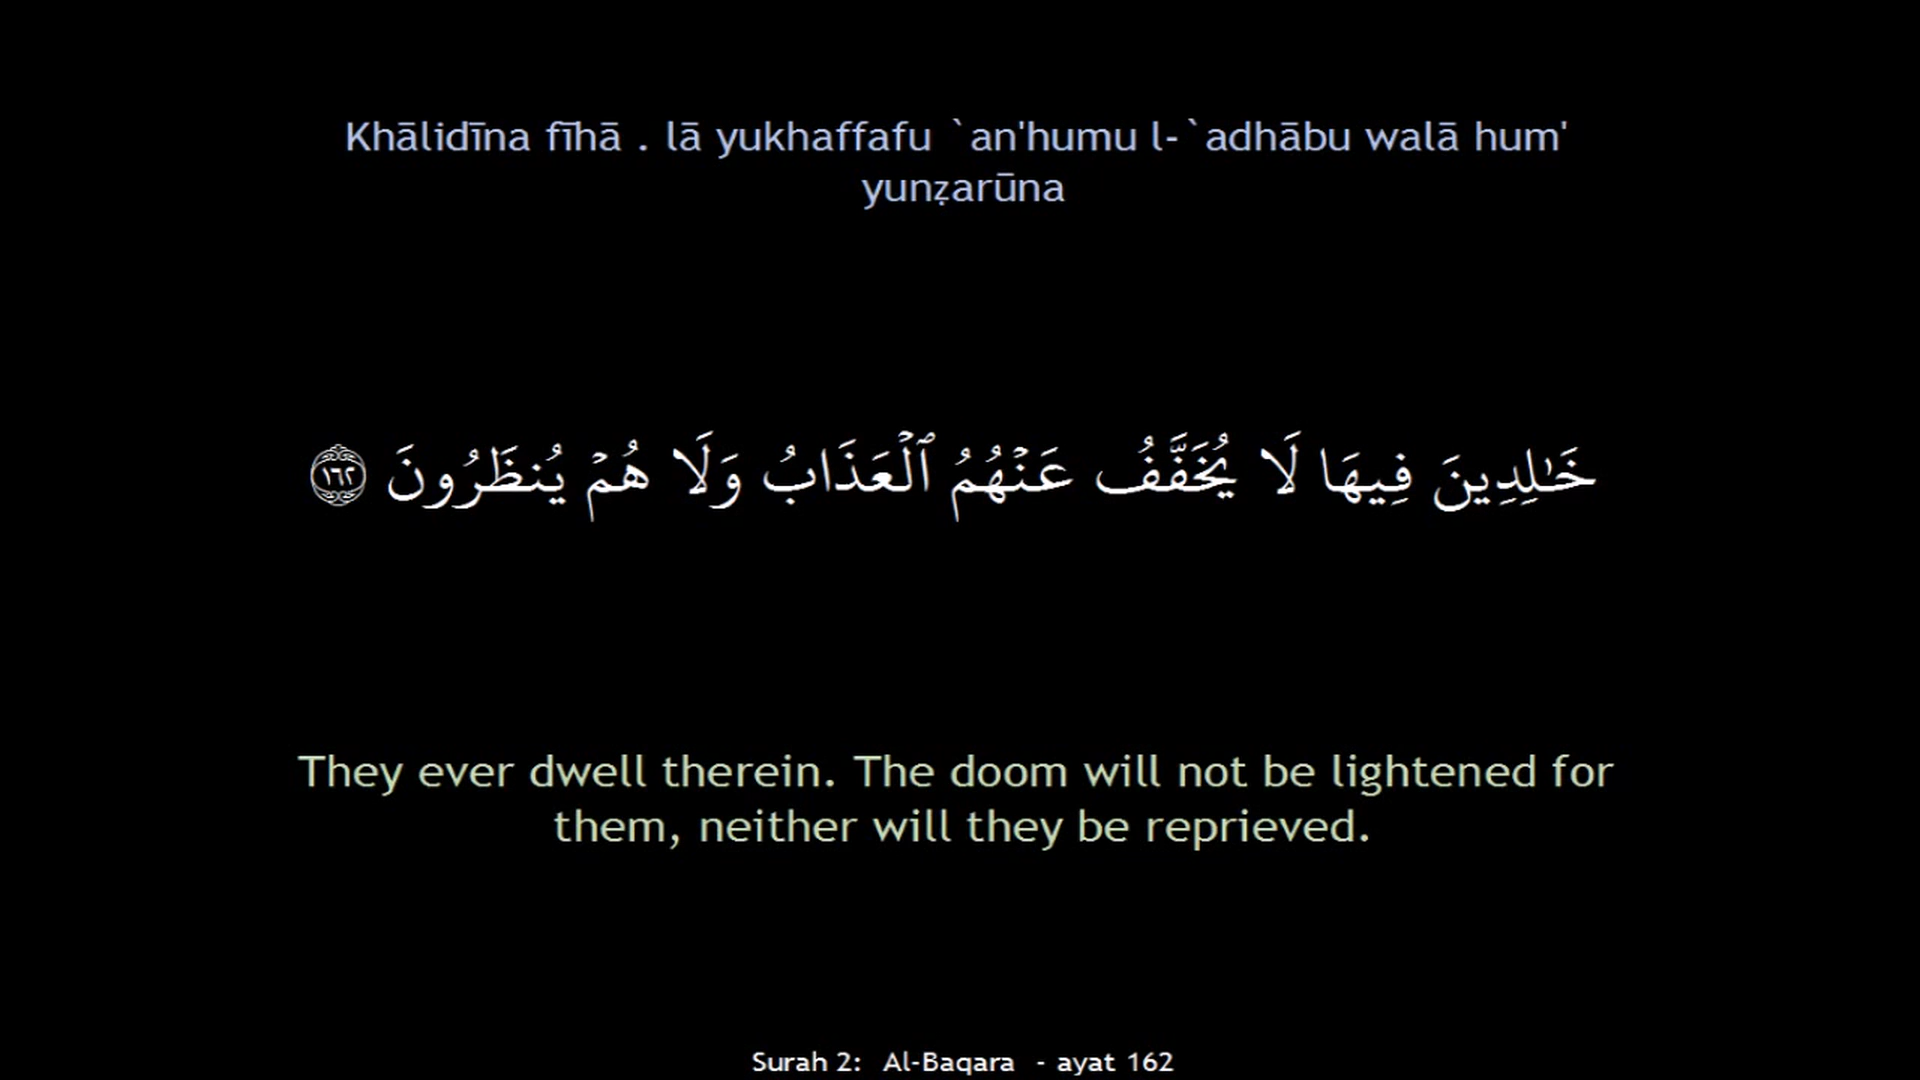 Khālidīna fīhā . lā yukhaffafu `an'humu l-`adhābu walā hum'
yunẓarūna
خَـٰلِدِينَ فِيهَا لَا يُخَفَّفُ عَنْهُمُ ٱلْعَذَابُ وَلَا هُمْ يُنظَرُونَ ١٦٢
They ever dwell therein. The doom will not be lightened for
them, neither will they be reprieved.
Surah 2: Al-Baqara - ayat 162